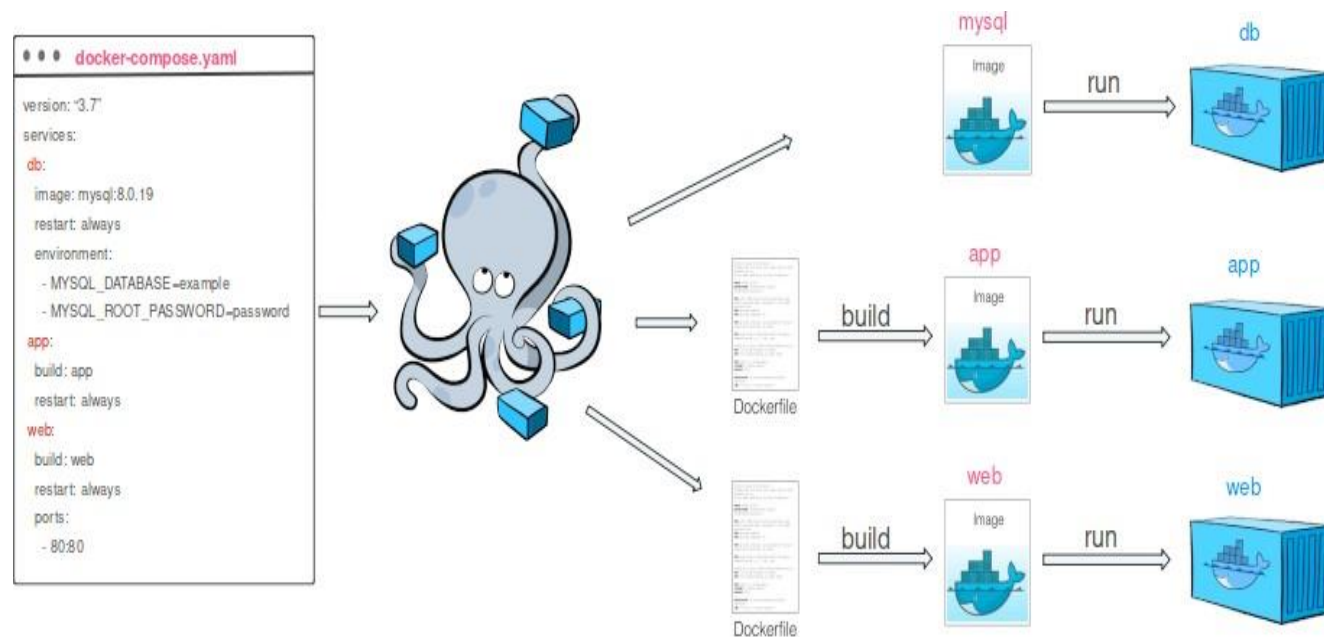 docker-compose.yaml
version: “3.7”
services:
db:
image: mysql:8.0.19
restart: always
environment:
- MYSQL_DATABASE=example
- MYSQL_ROOT_PASSWORD=password
app:
build: app
restart: always
web:
build: web
restart: always
ports:
- 80:80
mysql
Image
run
db
Dockerfile
build
app
Image
run
app
Dockerfile
build
web
Image
run
web